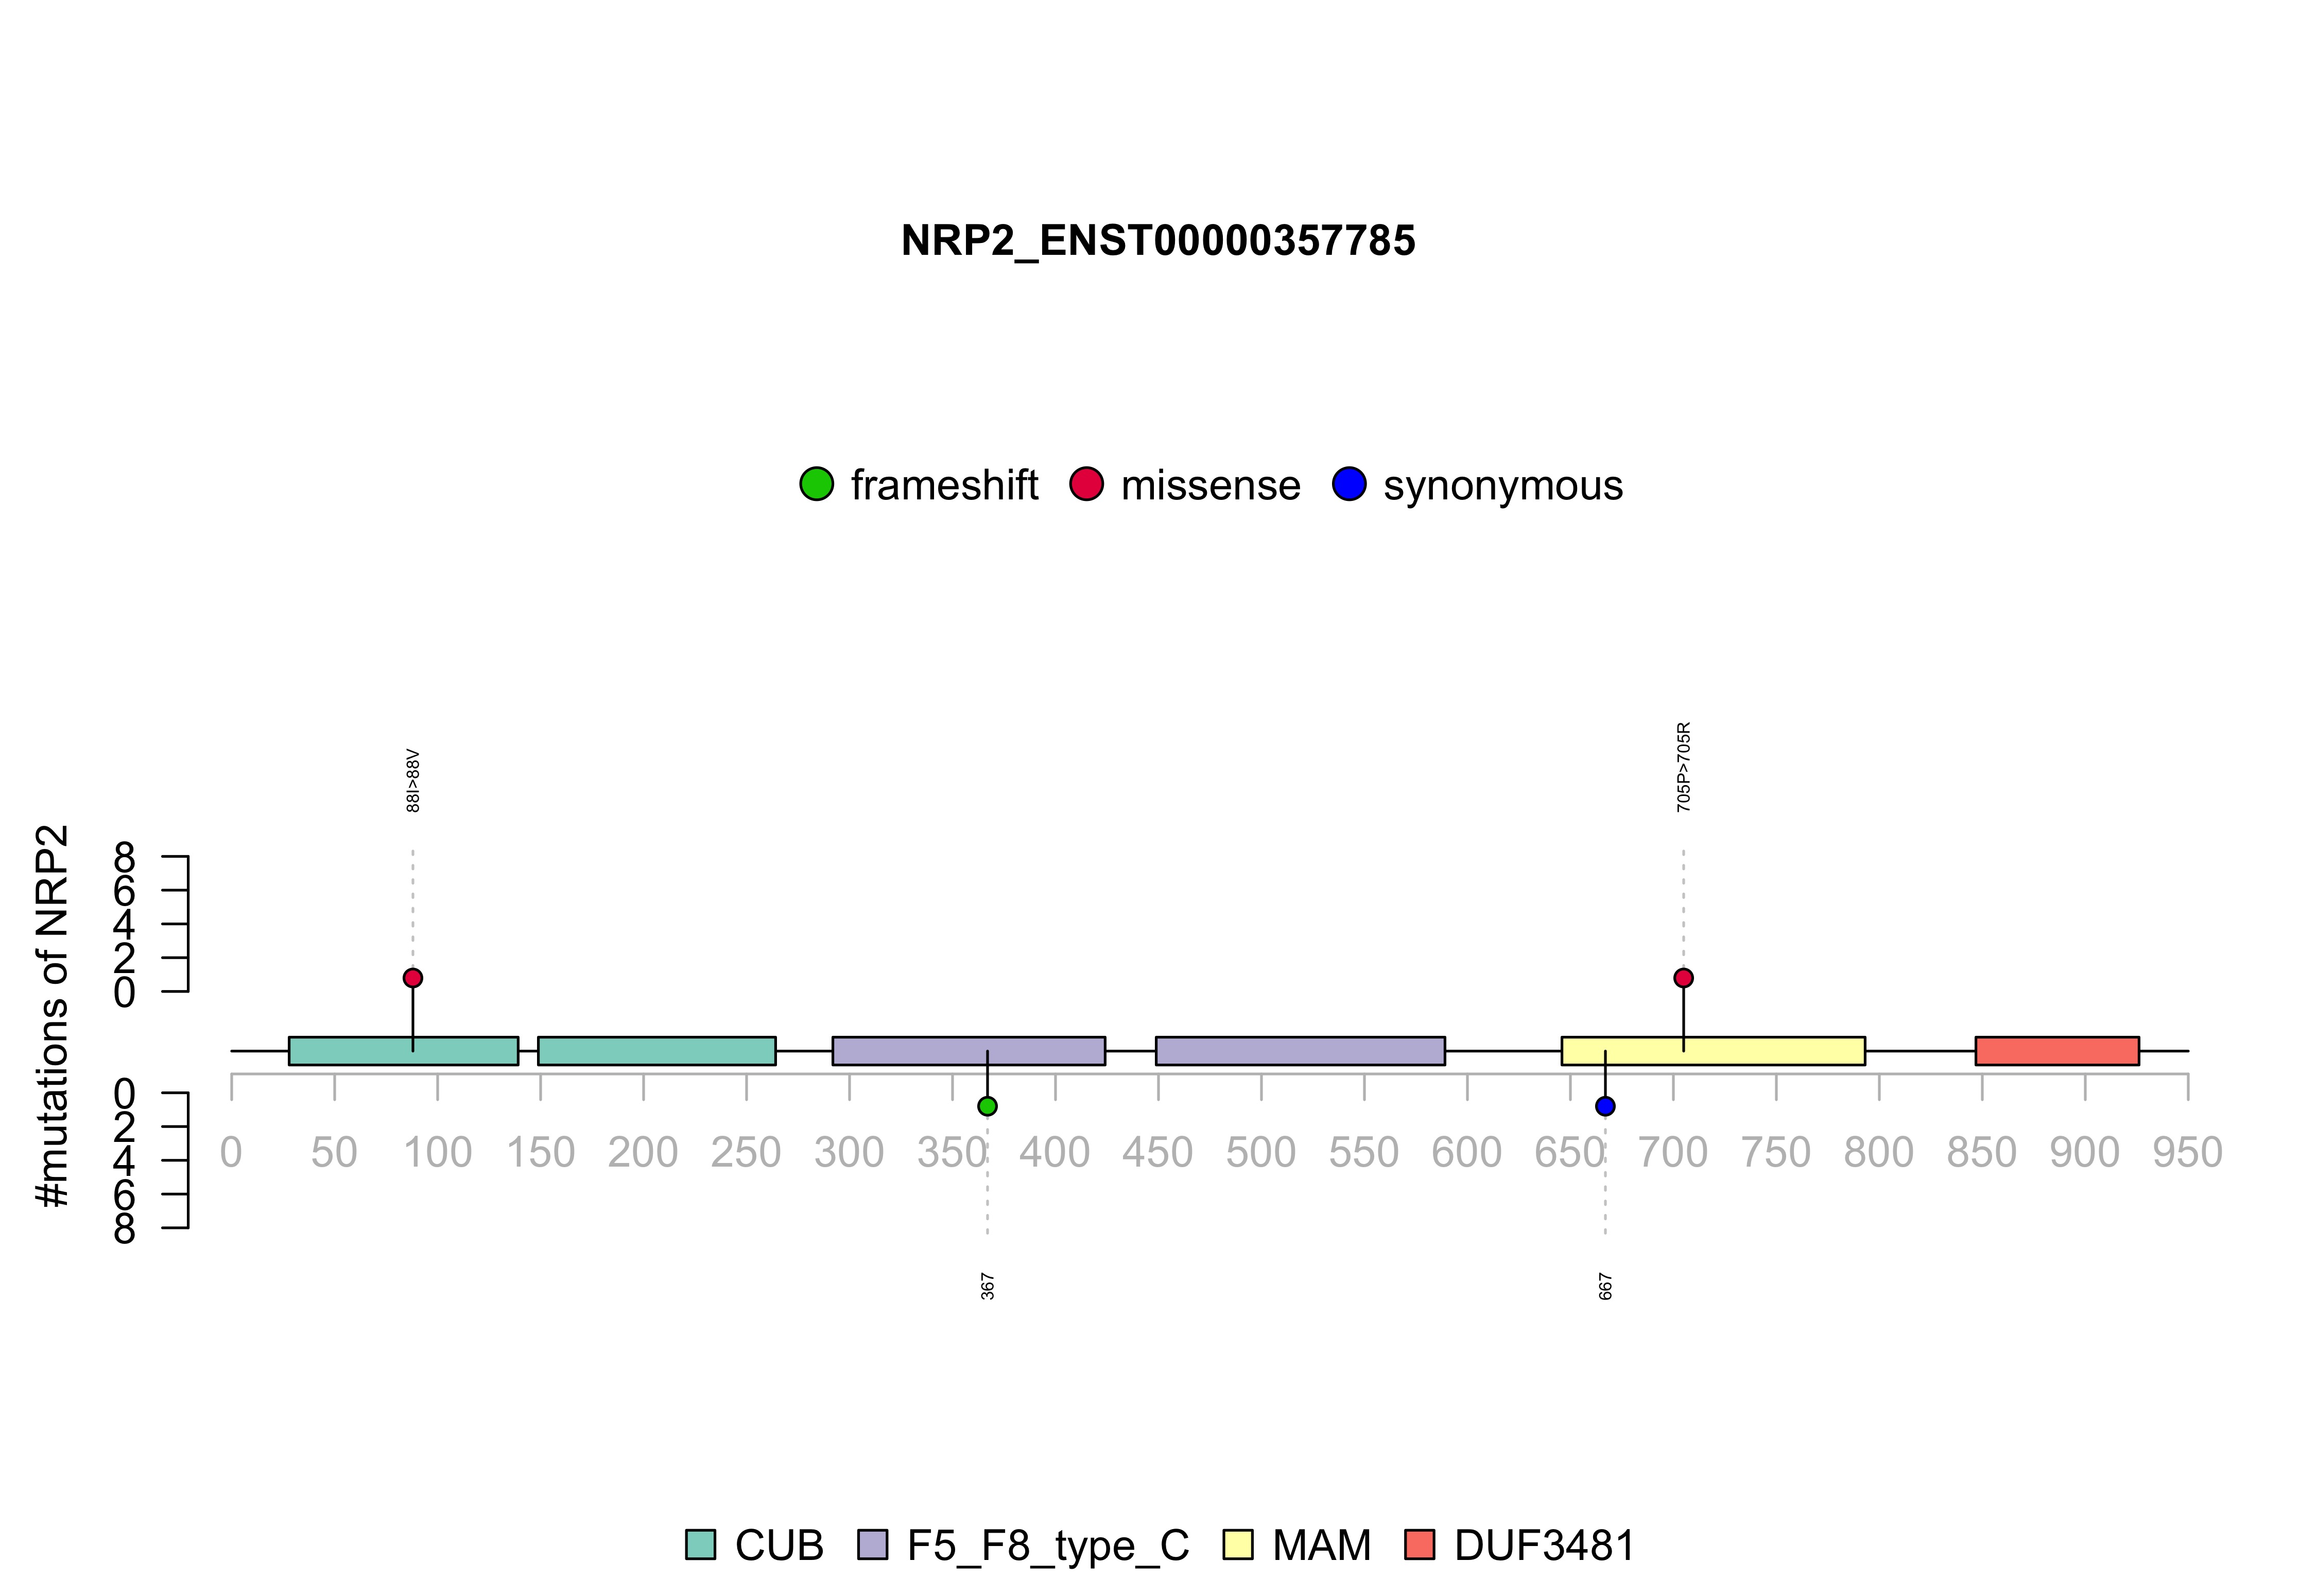 NRP2_ENST00000357785
frameshift missense synonymous
88I>88V 705P>705R
#mutations of NRP2
8
6
4
2
0
0
2
4
6
8
0 50 100 150 200 250 300 350 400 450 500 550 600 650 700 750 800 850 900 950
367 667
CUB F5_F8_type_C MAM DUF3481